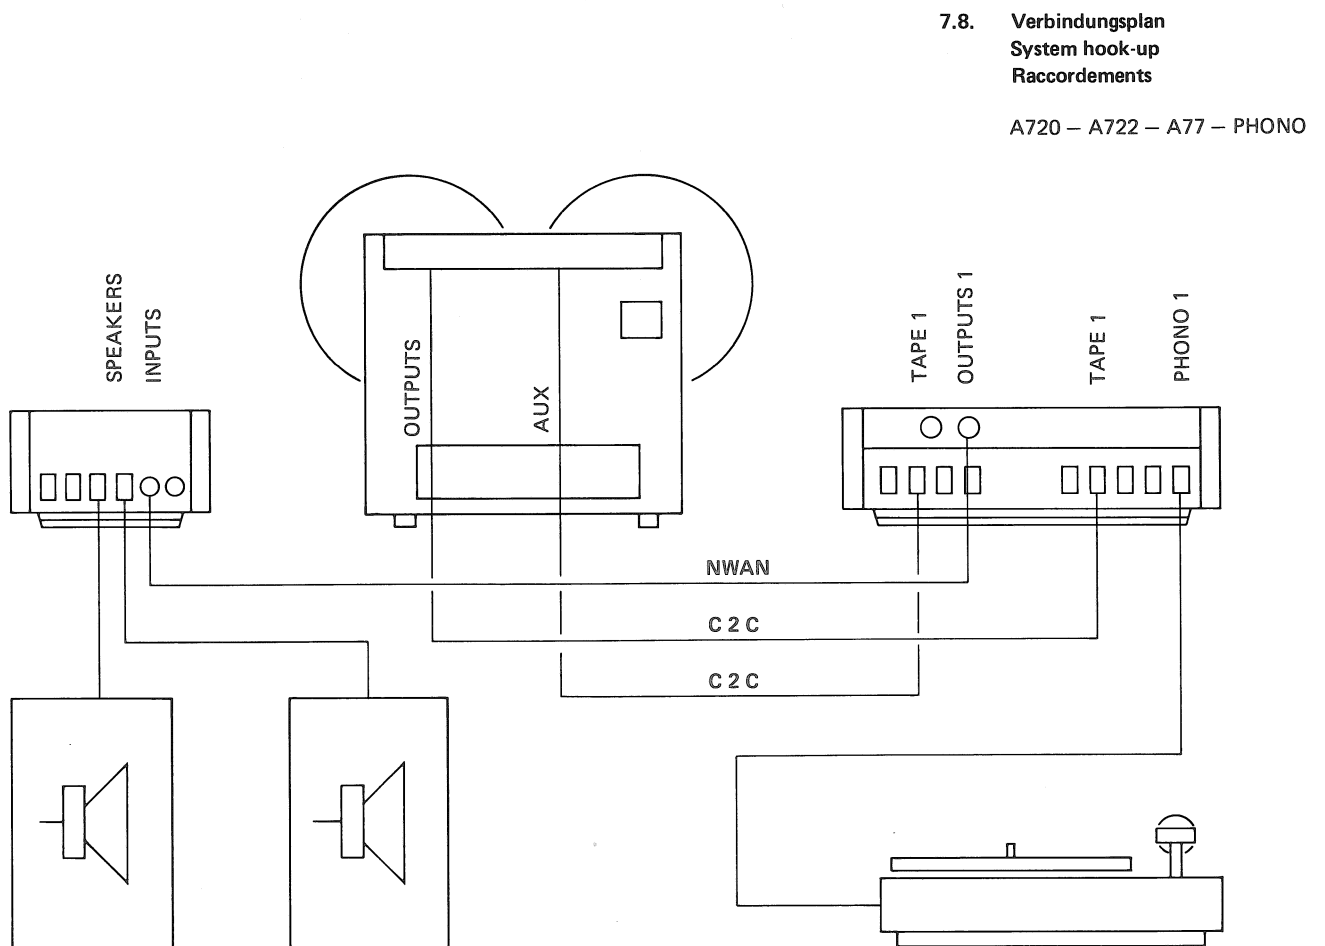 7.8. Verbindungsplan
System hook-up
Raccordements
A720 — A722 — A77 — PHONO
SPEAKERS
INPUTS
OUTPUTS
AUX
TAPE 1
OUTPUTS 1
TAPE 1
PHONO 1
NWAN
C 2 C
C 2 C